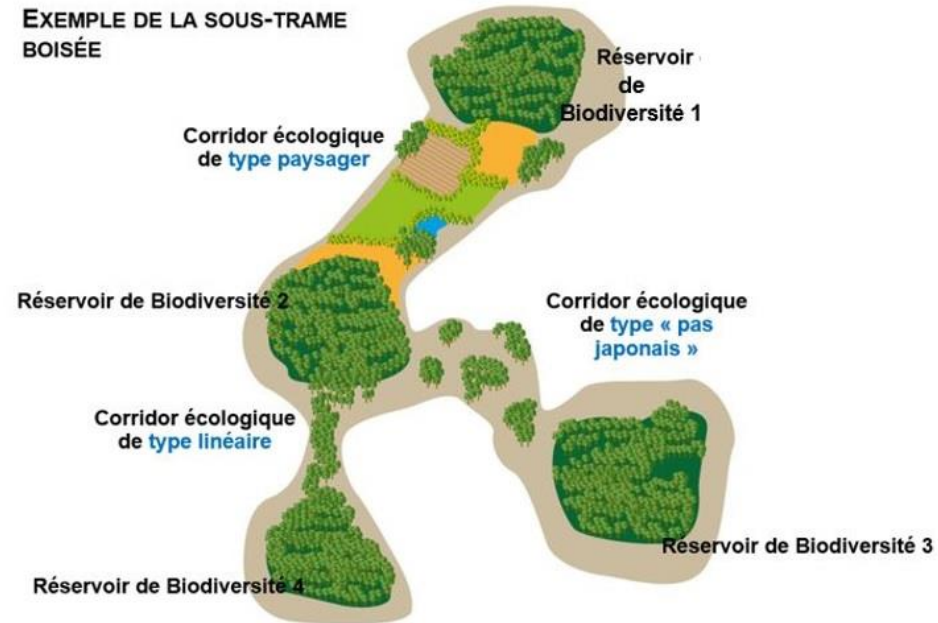 EXEMPLE DE LA SOUS-TRAME
BOISÉE
Réservoir
de
Biodiversité 1
Corridor écologique
de type paysager
Réservoir de Biodiversité 2
Corridor écologique
de type « pas
japonais »
Corridor écologique
de type linéaire
Réservoir de Biodiversité 3
Réservoir de Biodiversité 4